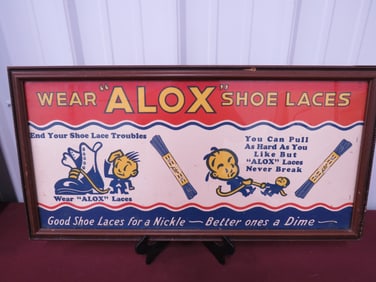 WEAR "ALOX" SHOE LACES
End Your Shoe Lace Troubles
Wear "ALOX" Laces
You Can Pull
As Hard as You
Like But
"ALOX" Laces
Never Break
Good Shoe Laces for a Nickle — Better ones a Dime —